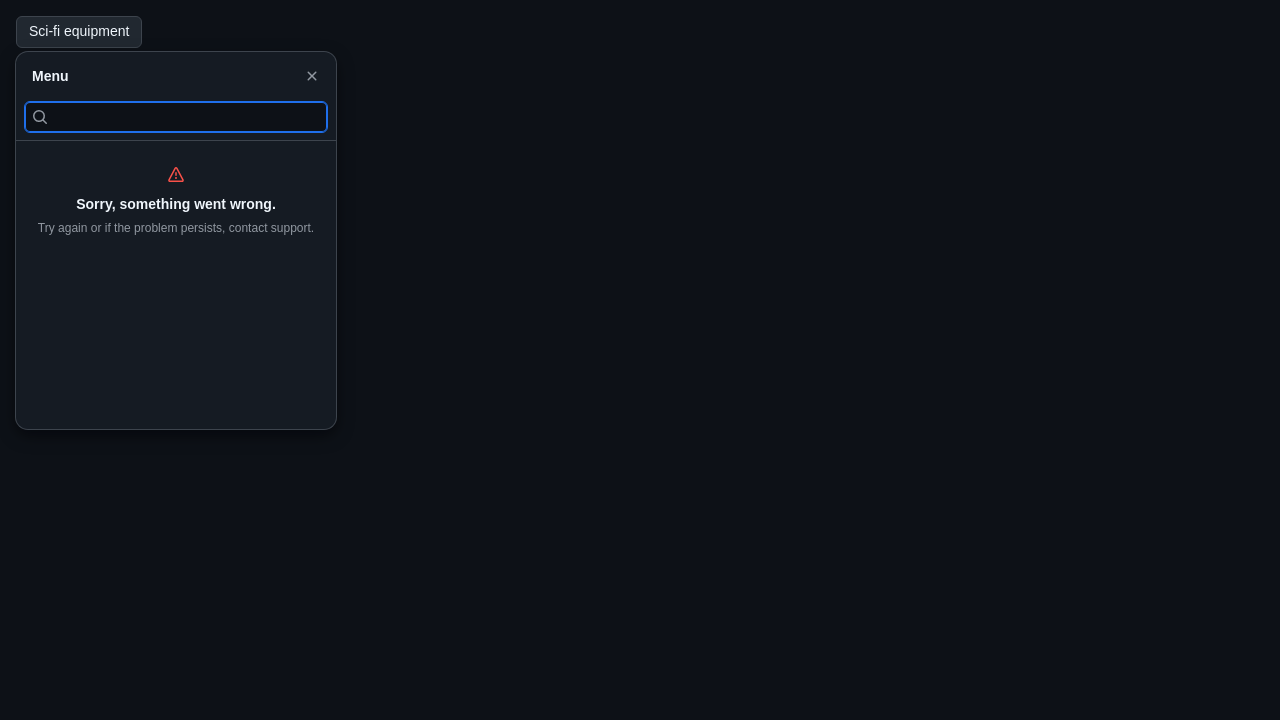 Sci-fi equipment
Menu
Sorry, something went wrong.
Try again or if the problem persists, contact support.